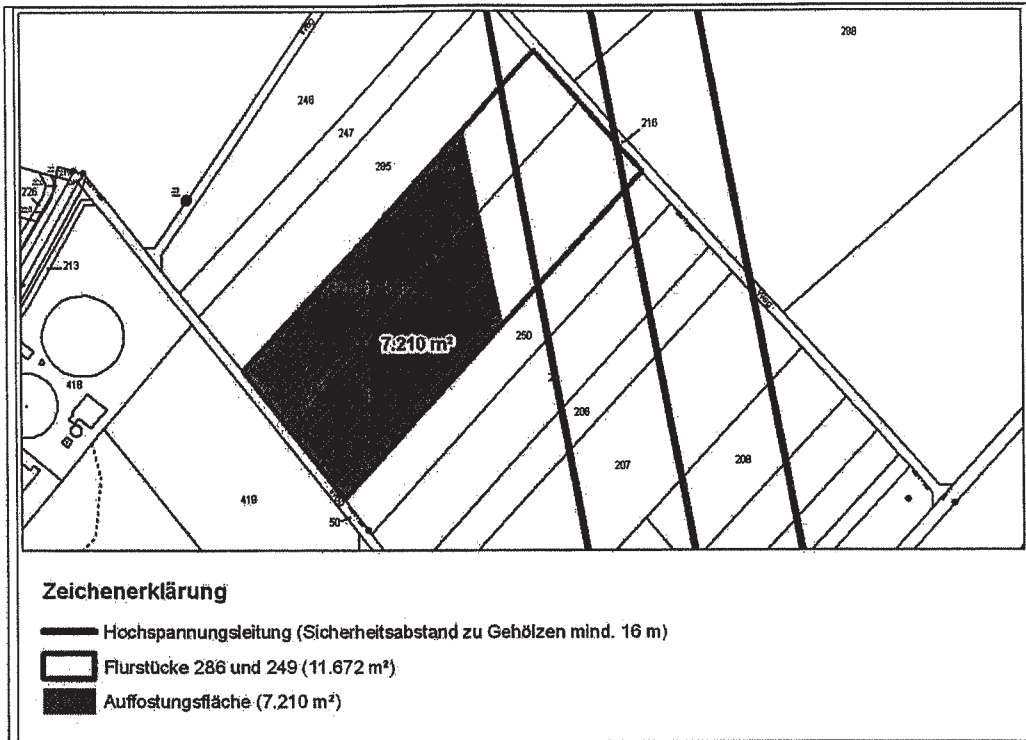 298
246
216
247
285
226
213
7.210 m²
250
418
206
207
208
419
50
Zeichenerklärung
Hochspannungsleitung (Sicherheitsabstand zu Gehölzen mind. 16 m)
Flurstücke 286 und 249 (11.672 m²)
Auffostungsfläche (7.210 m²)